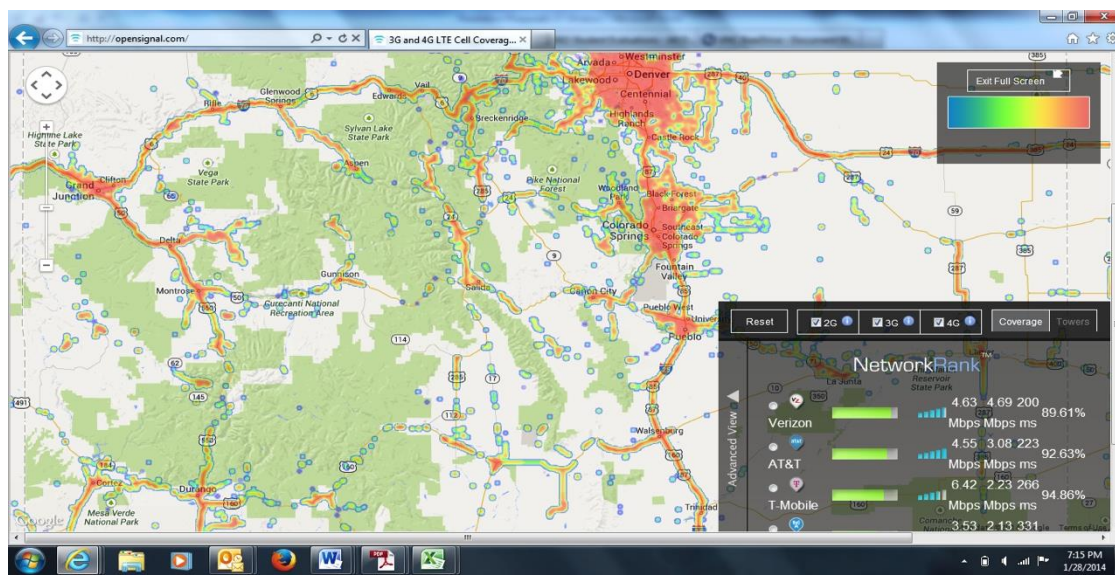 http://opensignal.com/
3G and 4G LTE Cell Coverag...
Exit Full Screen
Arvada
Westminster
Denver
Lakewood
Centennial
Highlands
Ranch
Castle Rock
Glenwood
Springs
Rifle
Edwards
Vail
Breckenridge
Sylvan Lake
State Park
Highline Lake
State Park
Vega
State Park
Aspen
Clifton
Grand
Junction
Pike National
Forest
Woodland
Park
Black Forest
Briargate
Colorado
Springs
Southeast
Colorado
Springs
Fountain
Valley
Delta
Montrose
Gunnison
Curecanti National
Recreation Area
Salida
Canon City
Pueblo West
Pueblo
La Junta
Reservoir
State Park
Walsenburg
Trinidad
Cortez
Durango
Mesa Verde
National Park
Google
Reset
2G
3G
4G
Coverage
Towers
NetworkRank™
Advanced View
Verizon
4.63 Mbps
4.69 Mbps
200 ms
89.61%
AT&T
4.55 Mbps
3.08 Mbps
223 ms
92.63%
T-Mobile
6.42 Mbps
2.23 Mbps
266 ms
94.86%
3.53
2.13
331
Terms of Use
7:15 PM
1/28/2014